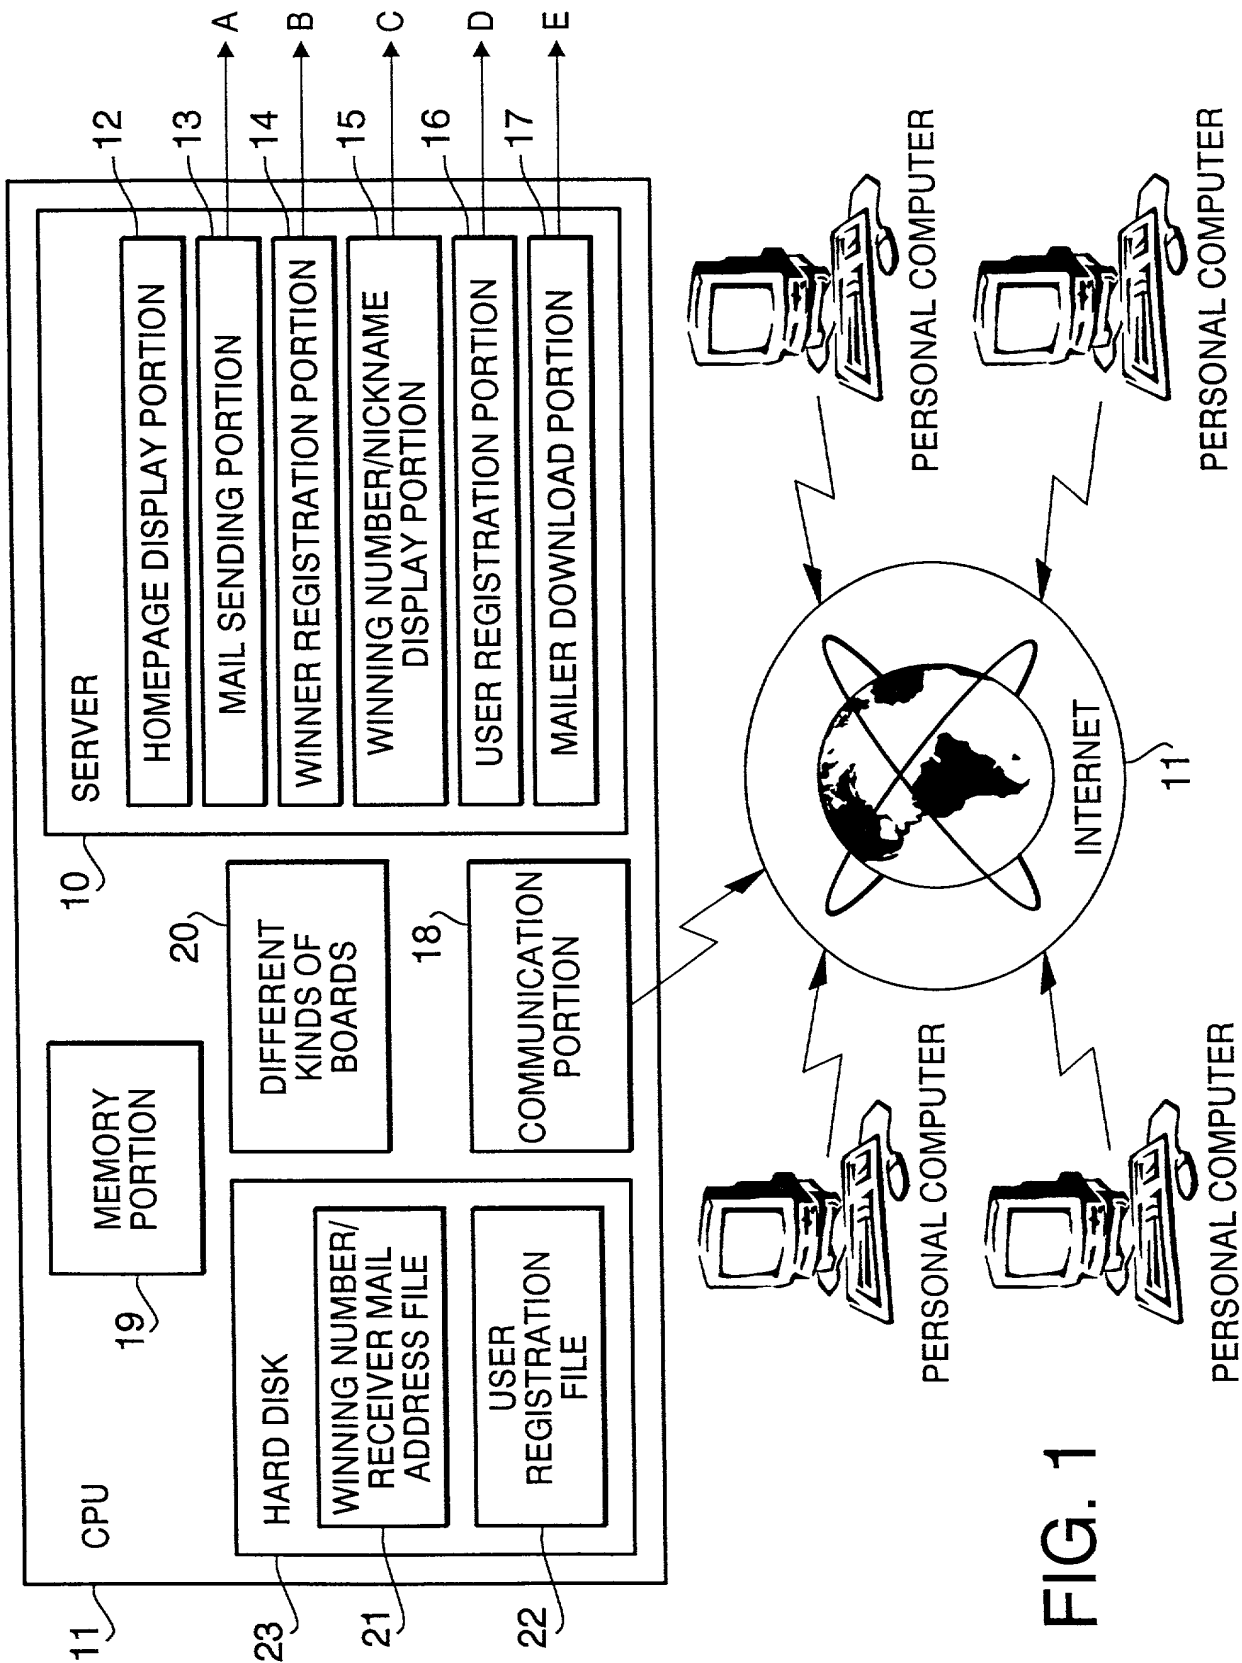 11
CPU
19
MEMORY
PORTION
10
SERVER
12
HOMEPAGE DISPLAY PORTION
13
MAIL SENDING PORTION
A
14
WINNER REGISTRATION PORTION
B
15
WINNING NUMBER/NICKNAME
DISPLAY PORTION
C
16
USER REGISTRATION PORTION
D
17
MAILER DOWNLOAD PORTION
E
20
DIFFERENT
KINDS OF
BOARDS
18
COMMUNICATION
PORTION
23
HARD DISK
21
WINNING NUMBER/
RECEIVER MAIL
ADDRESS FILE
22
USER
REGISTRATION
FILE
PERSONAL COMPUTER
PERSONAL COMPUTER
INTERNET
11
PERSONAL COMPUTER
PERSONAL COMPUTER
FIG. 1